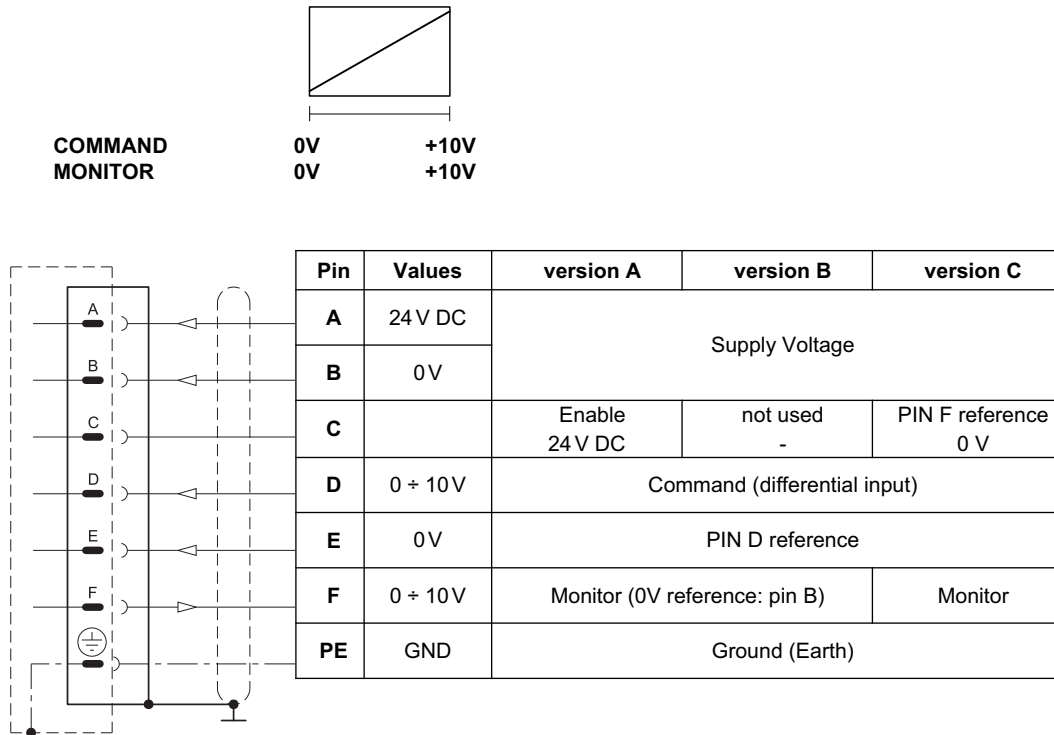 COMMAND 0V +10V
MONITOR 0V +10V
Pin Values version A version B version C
A A 24 V DC Supply Voltage
B B 0 V
C C Enable 24 V DC not used - PIN F reference 0 V
D D 0 ÷ 10 V Command (differential input)
E E 0 V PIN D reference
F F 0 ÷ 10 V Monitor (0V reference: pin B) Monitor
PE GND Ground (Earth)